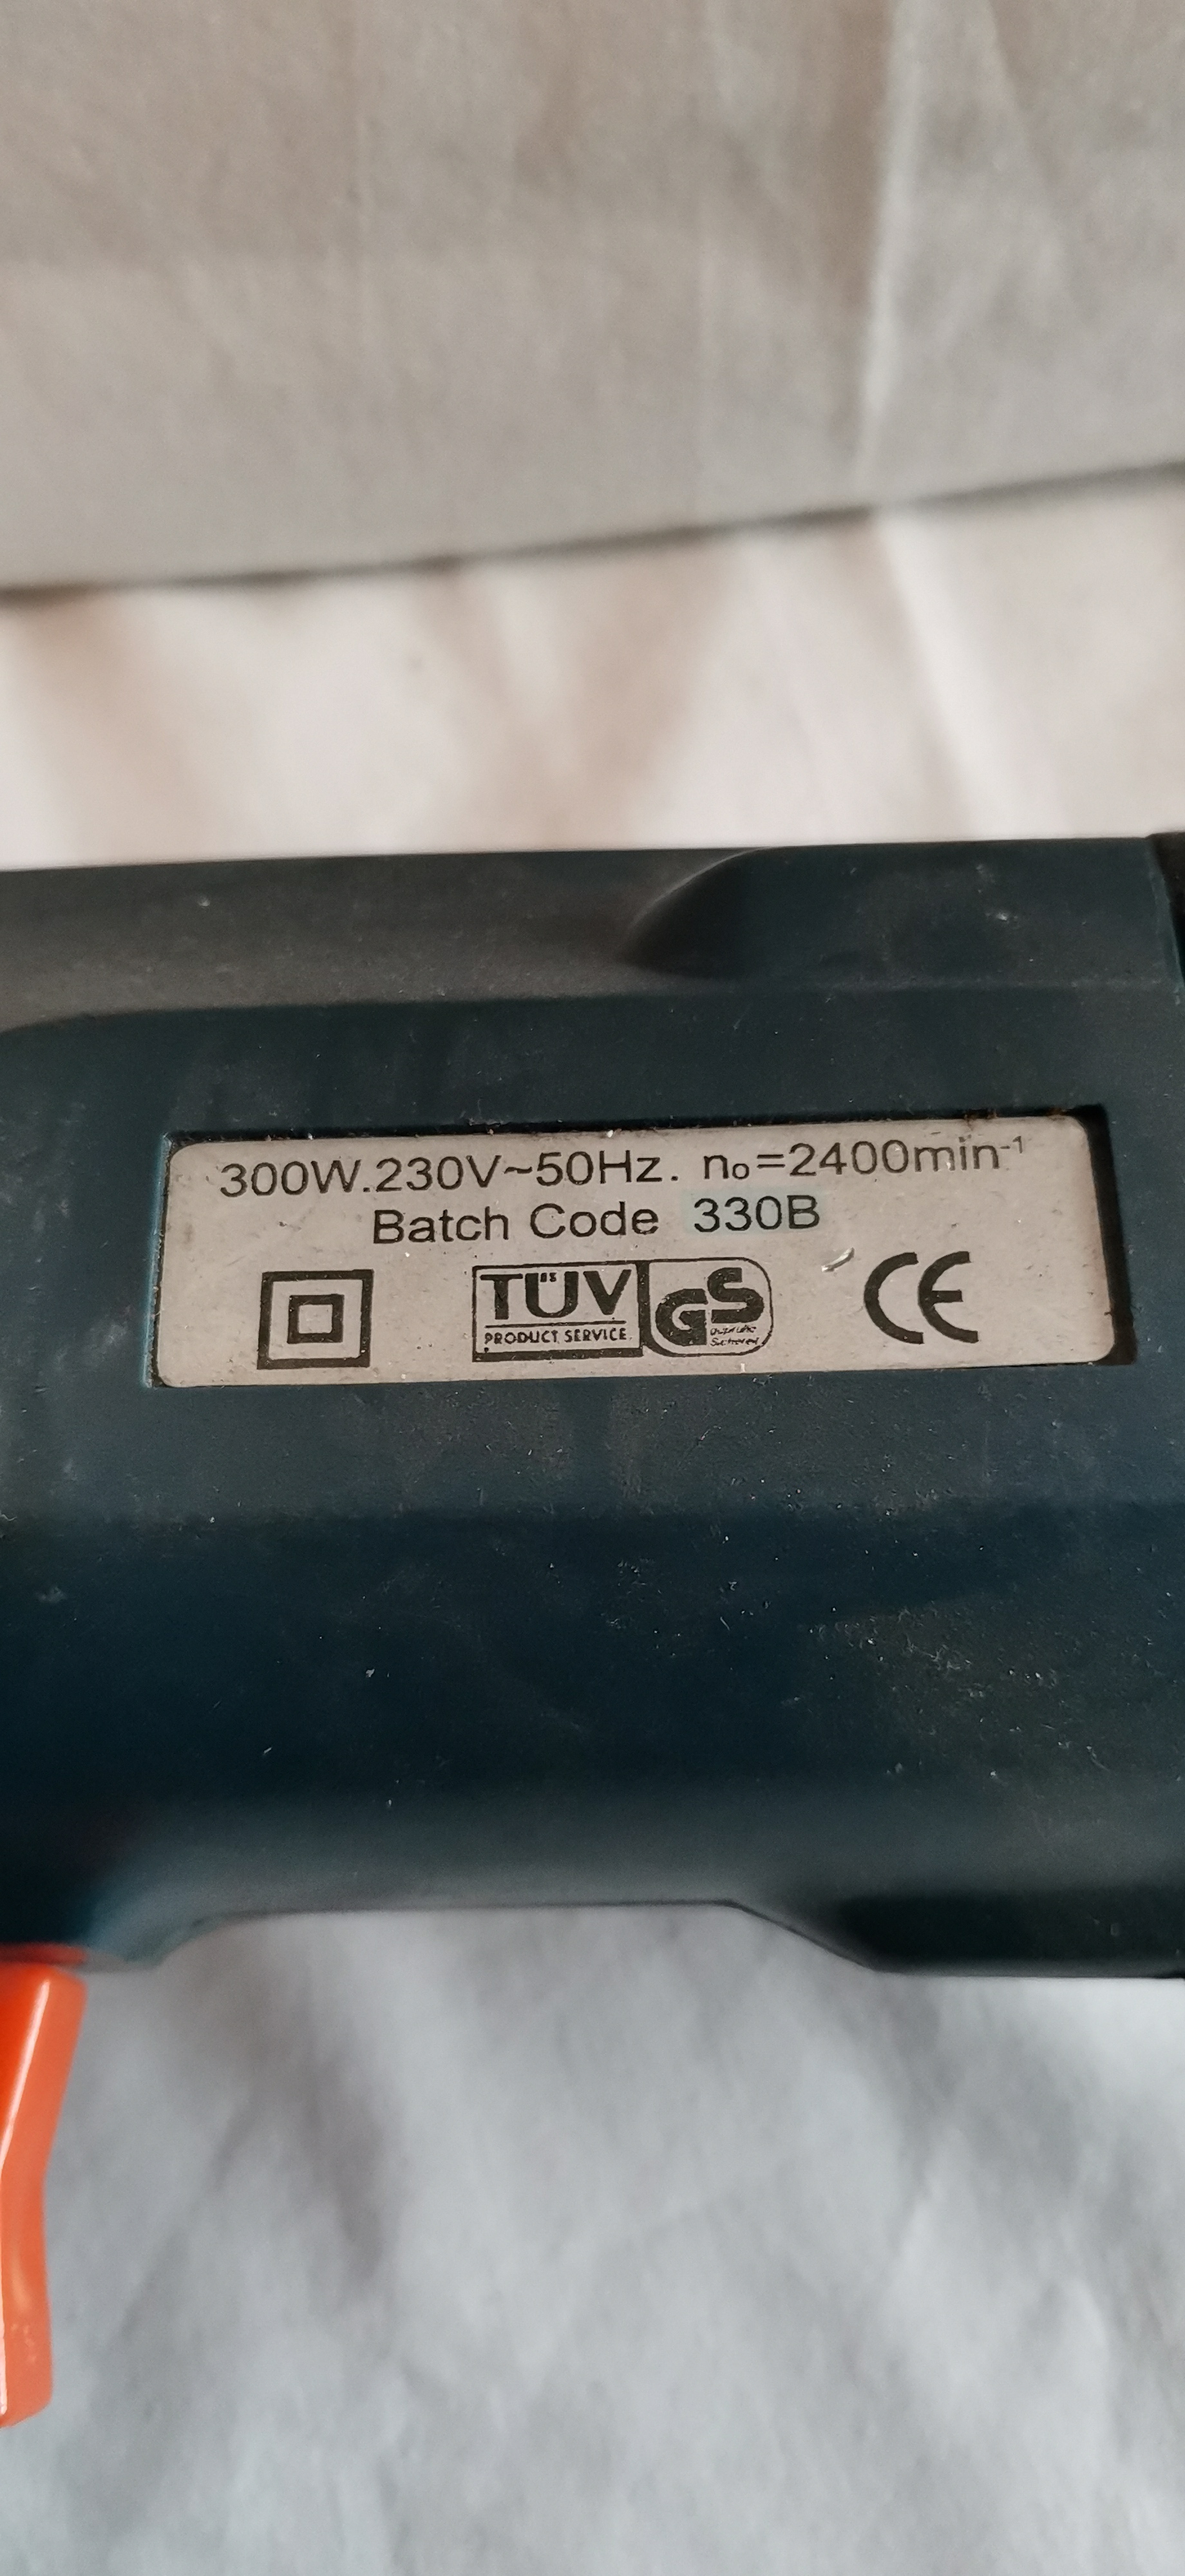 300W.230V~50Hz. n₀=2400min⁻¹
Batch Code 330B
TÜV
PRODUCT SERVICE
GS
CE